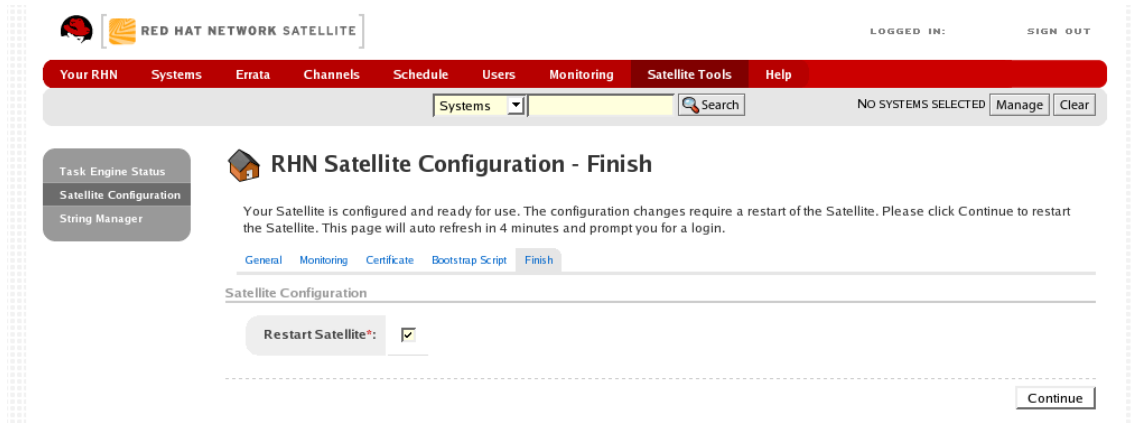 RED HAT NETWORK SATELLITE
LOGGED IN: SIGN OUT
Your RHN Systems Errata Channels Schedule Users Monitoring Satellite Tools Help
Systems Search NO SYSTEMS SELECTED Manage Clear
Task Engine Status
Satellite Configuration
String Manager
RHN Satellite Configuration - Finish
Your Satellite is configured and ready for use. The configuration changes require a restart of the Satellite. Please click Continue to restart
the Satellite. This page will auto refresh in 4 minutes and prompt you for a login.
General Monitoring Certificate Bootstrap Script Finish
Satellite Configuration
Restart Satellite*:
Continue